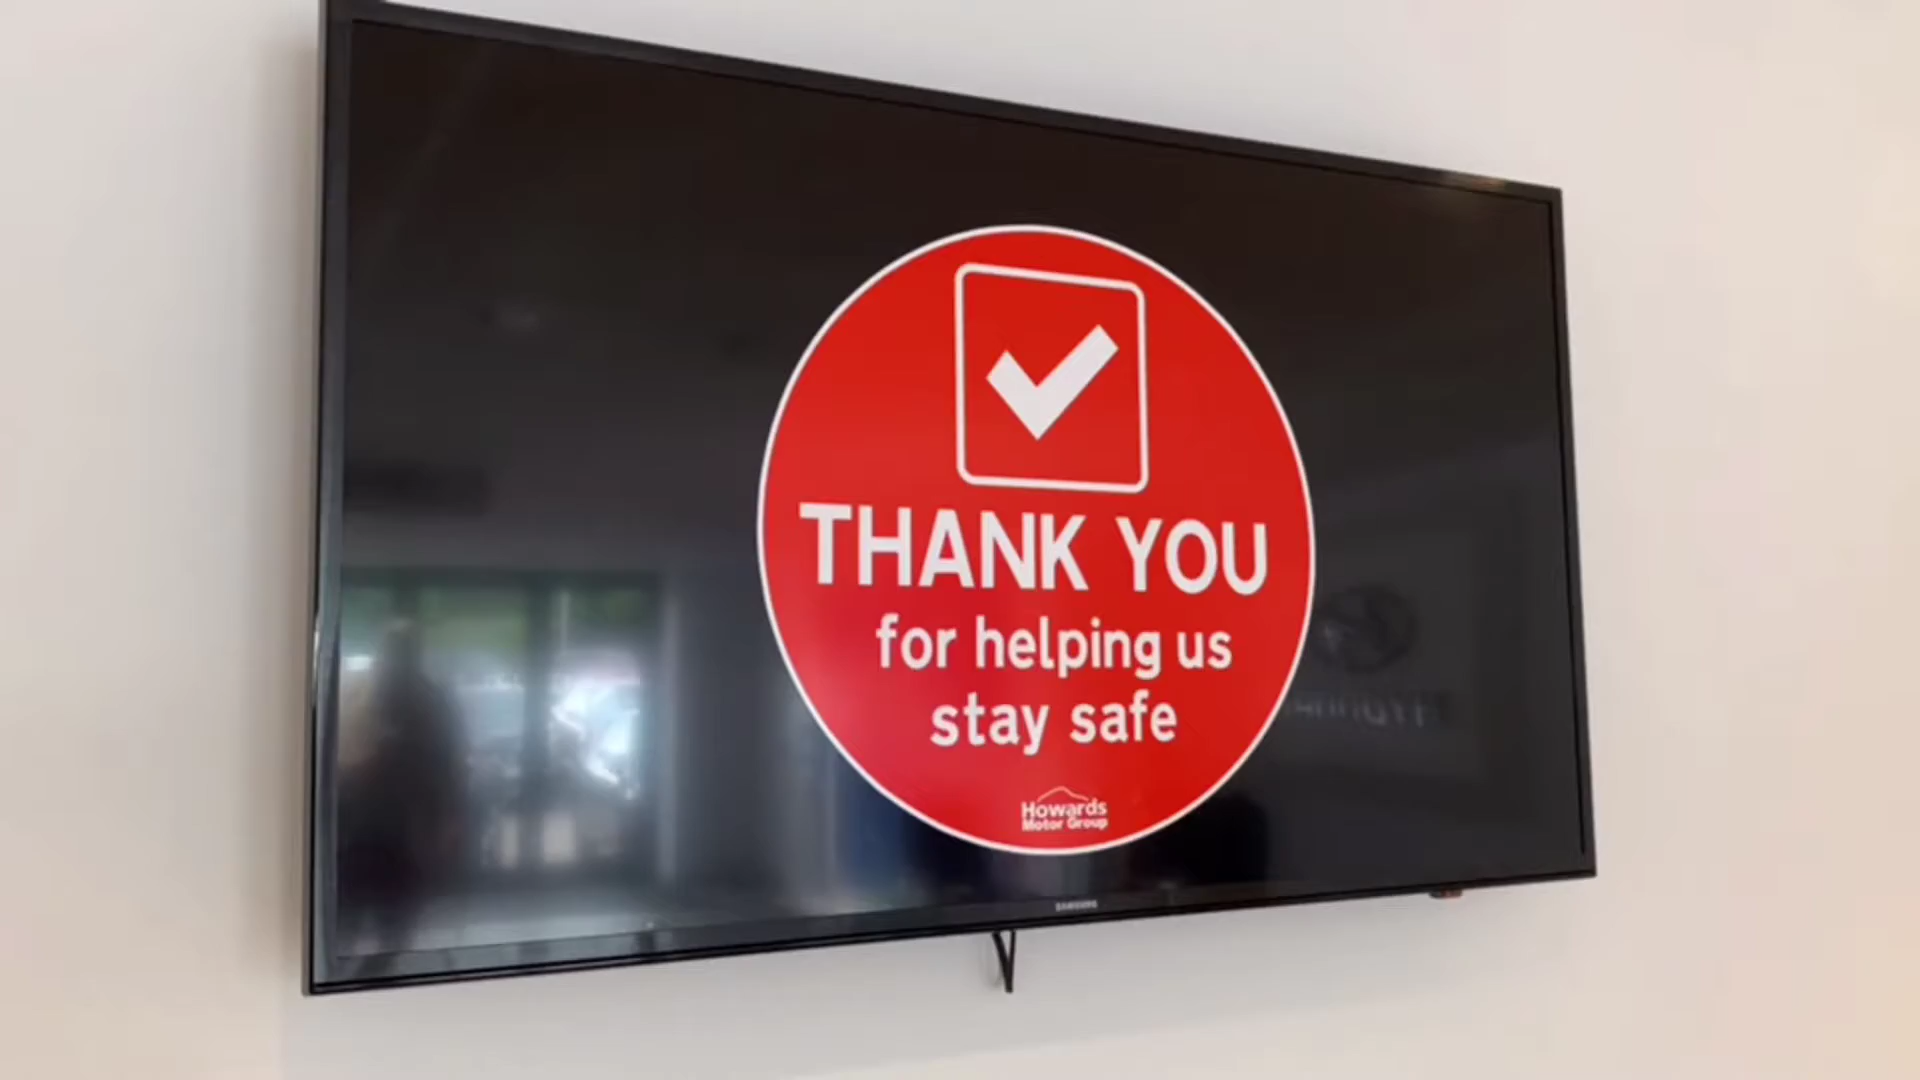 THANK YOU
for helping us
stay safe
Howards
Motor Group
SAMSUNG